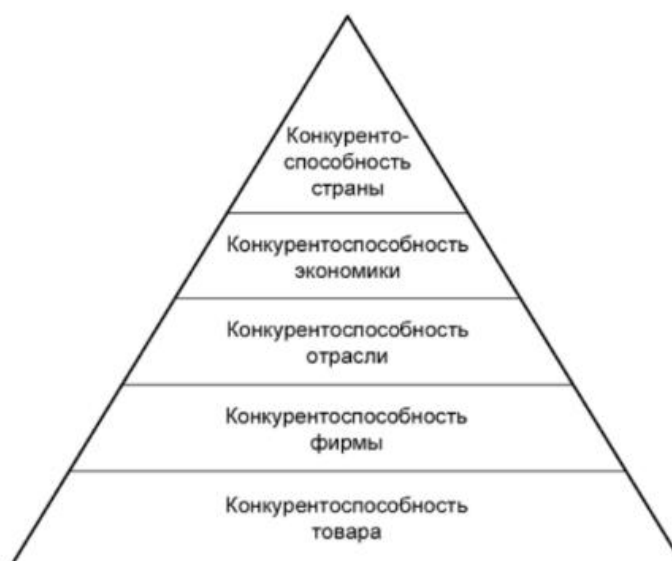 Конкуренто-
способность
страны
Конкурентоспособность
экономики
Конкурентоспособность
отрасли
Конкурентоспособность
фирмы
Конкурентоспособность
товара